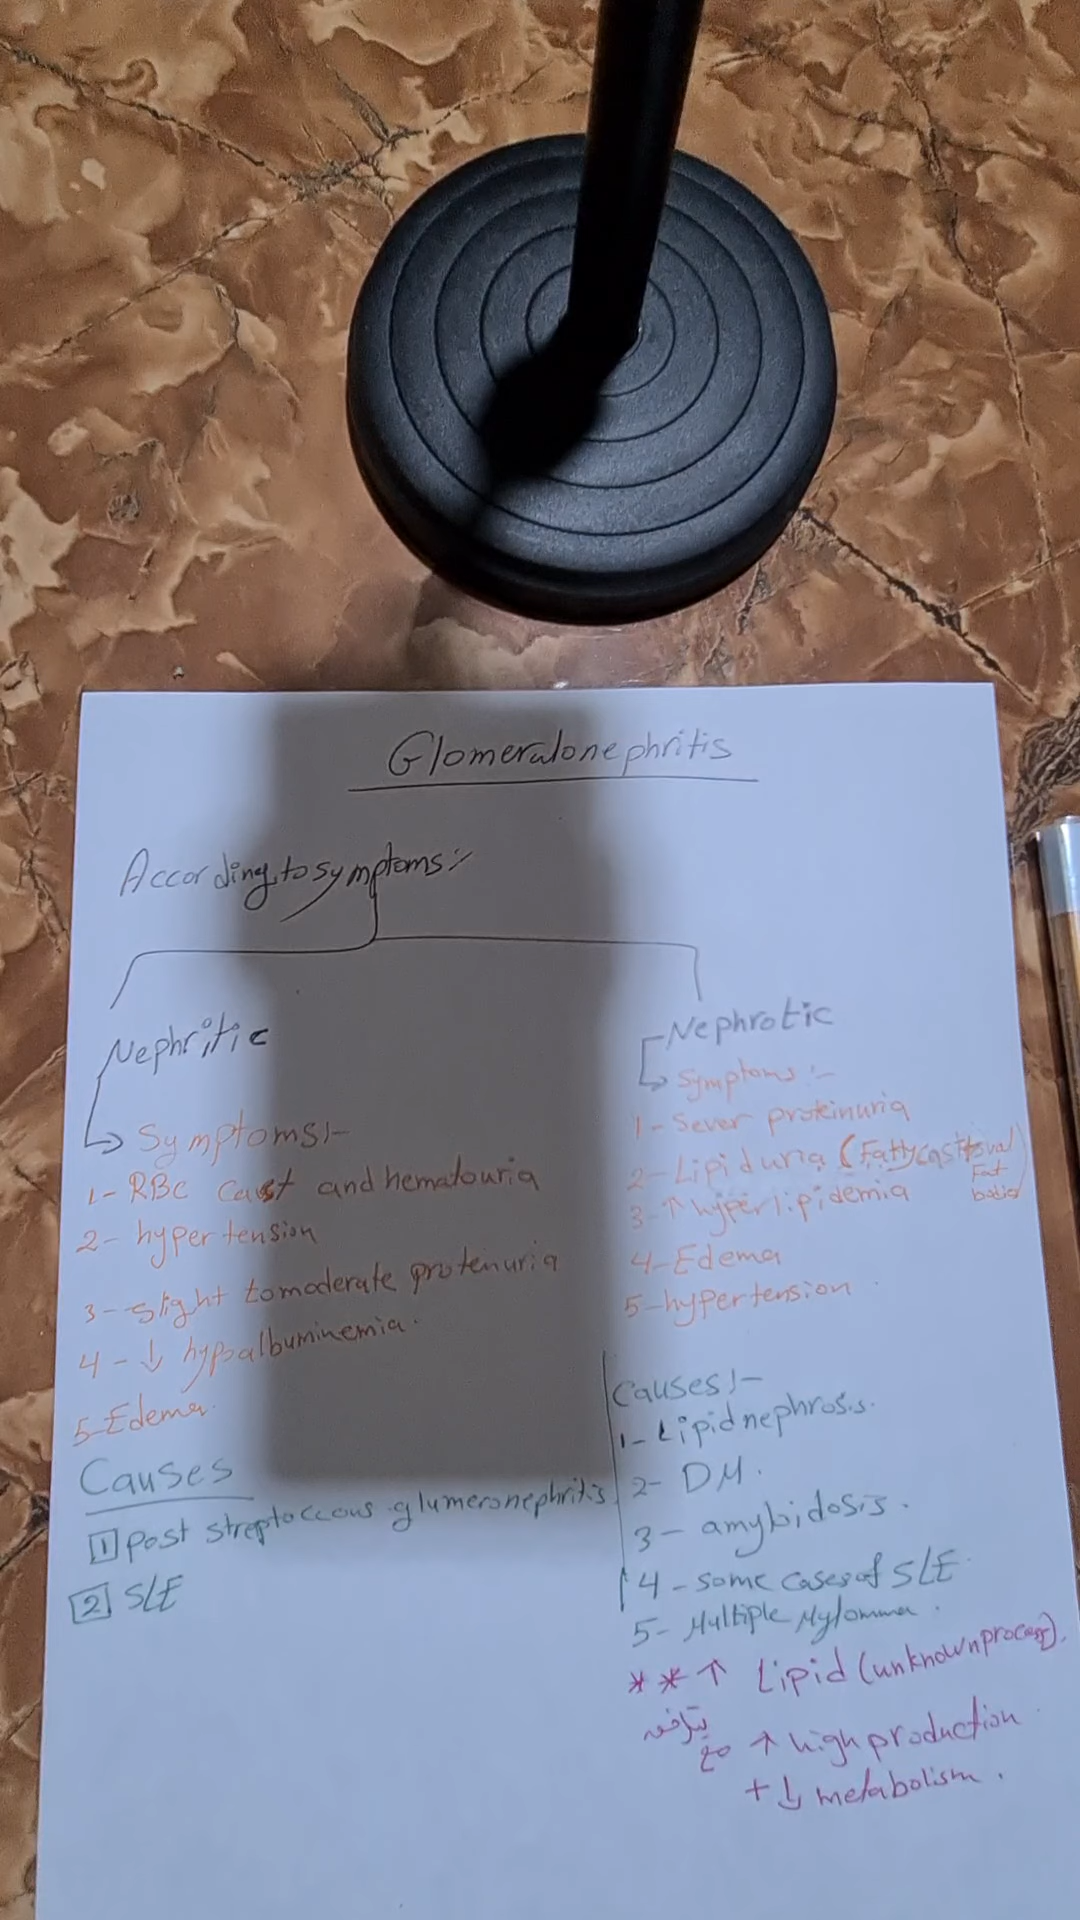 Glomeralonephritis
According to symptoms:-
Nephritic
Symptoms:-
1- RBC cast and hematouria
2- hypertension
3- slight to moderate protenuria
4- ↓ hypoalbuminemia.
5- Edema.
Causes
1 post streptoccous glumeronephritis.
2 SLE
Nephrotic
Symptoms:-
1- Sever proteinuria
2- Lipiduria (Fatty cast + oval
Fat
bodies)
3- ↑ hyperlipidemia
4- Edema
5- hypertension
Causes:-
1- Lipid nephrosis.
2- DM.
3- amyloidosis.
4- some cases of SLE.
5- Multiple Mylomma.
** ↑ Lipid (unknown process).
↑ high production
مع
+ ↓ metabolism.